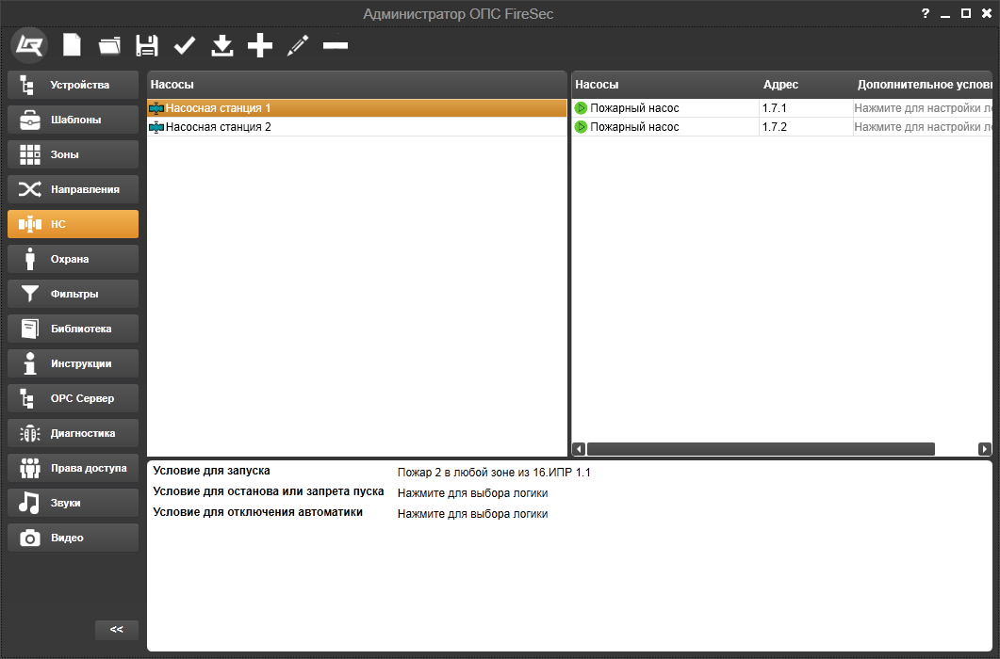 Администратор ОПС FireSec
?
Устройства
Шаблоны
Зоны
Направления
НС
Охрана
Фильтры
Библиотека
Инструкции
OPC Сервер
Диагностика
Права доступа
Звуки
Видео
<<
Насосы
Насосная станция 1
Насосная станция 2
Насосы Адрес Дополнительное услови
Пожарный насос 1.7.1 Нажмите для настройки ло
Пожарный насос 1.7.2 Нажмите для настройки ло
Условие для запуска Пожар 2 в любой зоне из 16.ИПР 1.1
Условие для останова или запрета пуска Нажмите для выбора логики
Условие для отключения автоматики Нажмите для выбора логики